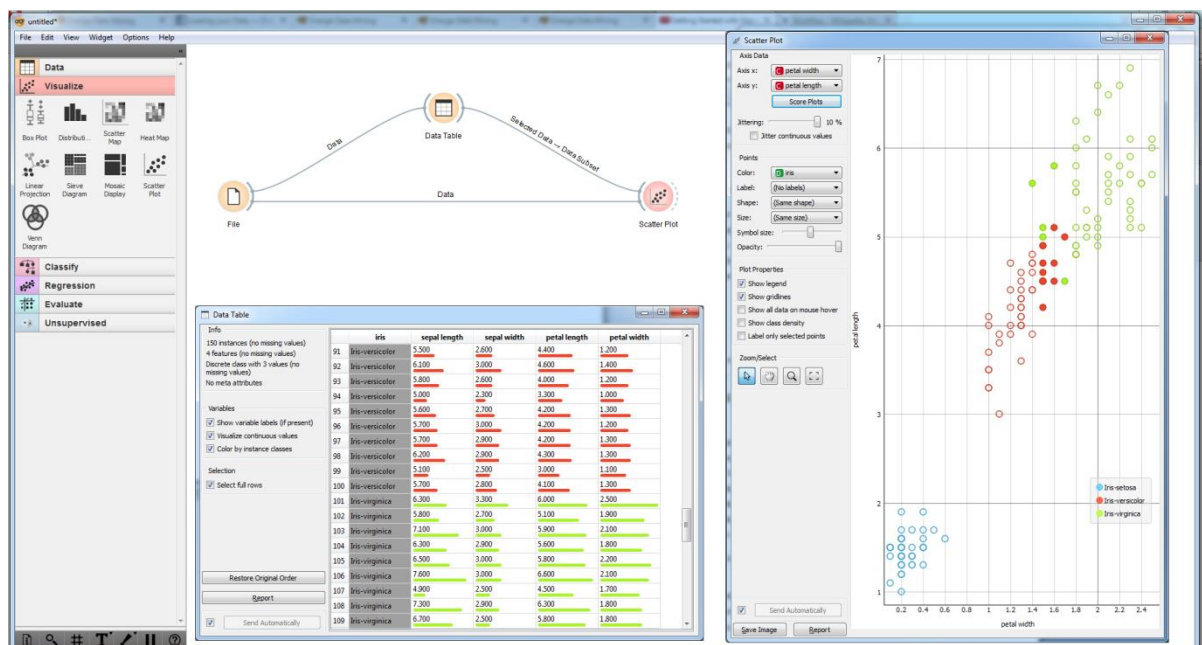 untitled*
File Edit View Widget Options Help
Data
Visualize
Box Plot
Distributi...
Scatter Map
Heat Map
Linear Projection
Sieve Diagram
Mosaic Display
Scatter Plot
Venn Diagram
Classify
Regression
Evaluate
Unsupervised
File
Data
Data Table
Selected Data → Data Subset
Data
Scatter Plot
Data Table
Info
150 instances (no missing values)
4 features (no missing values)
Discrete class with 3 values (no
missing values)
No meta attributes
Variables
Show variable labels (if present)
Visualize continuous values
Color by instance classes
Selection
Select full rows
Restore Original Order
Report
Send Automatically
iris sepal length sepal width petal length petal width
91 Iris-versicolor 5.500 2.600 4.400 1.200
92 Iris-versicolor 6.100 3.000 4.600 1.400
93 Iris-versicolor 5.800 2.600 4.000 1.200
94 Iris-versicolor 5.000 2.300 3.300 1.000
95 Iris-versicolor 5.600 2.700 4.200 1.300
96 Iris-versicolor 5.700 3.000 4.200 1.200
97 Iris-versicolor 5.700 2.900 4.200 1.300
98 Iris-versicolor 6.200 2.900 4.300 1.300
99 Iris-versicolor 5.100 2.500 3.000 1.100
100 Iris-versicolor 5.700 2.800 4.100 1.300
101 Iris-virginica 6.300 3.300 6.000 2.500
102 Iris-virginica 5.800 2.700 5.100 1.900
103 Iris-virginica 7.100 3.000 5.900 2.100
104 Iris-virginica 6.300 2.900 5.600 1.800
105 Iris-virginica 6.500 3.000 5.800 2.200
106 Iris-virginica 7.600 3.000 6.600 2.100
107 Iris-virginica 4.900 2.500 4.500 1.700
108 Iris-virginica 7.300 2.900 6.300 1.800
109 Iris-virginica 6.700 2.500 5.800 1.800
Scatter Plot
Axis Data
Axis x: C petal width
Axis y: C petal length
Score Plots
Jittering: 10 %
Jitter continuous values
Points
Color: D iris
Label: (No labels)
Shape: (Same shape)
Size: (Same size)
Symbol size:
Opacity:
Plot Properties
Show legend
Show gridlines
Show all data on mouse hover
Show class density
Label only selected points
Zoom/Select
Send Automatically
Save Image Report
7
6
5
4
3
2
1
petal length
Iris-setosa
Iris-versicolor
Iris-virginica
0.2 0.4 0.6 0.8 1 1.2 1.4 1.6 1.8 2 2.2 2.4
petal width